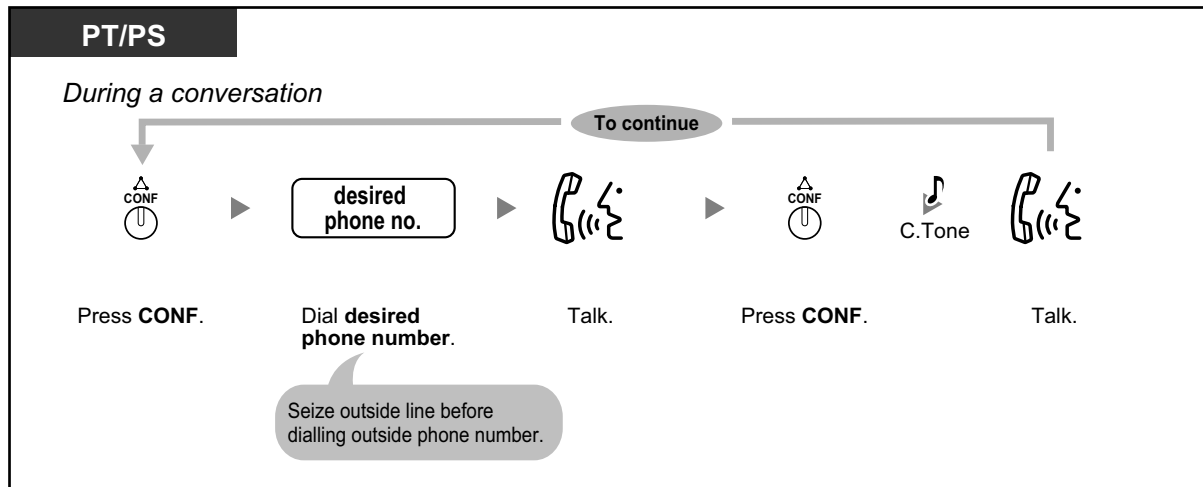 PT/PS
During a conversation
To continue
CONF
desired
phone no.
CONF
C.Tone
Press CONF.
Dial desired
phone number.
Talk.
Press CONF.
Talk.
Seize outside line before
dialling outside phone number.